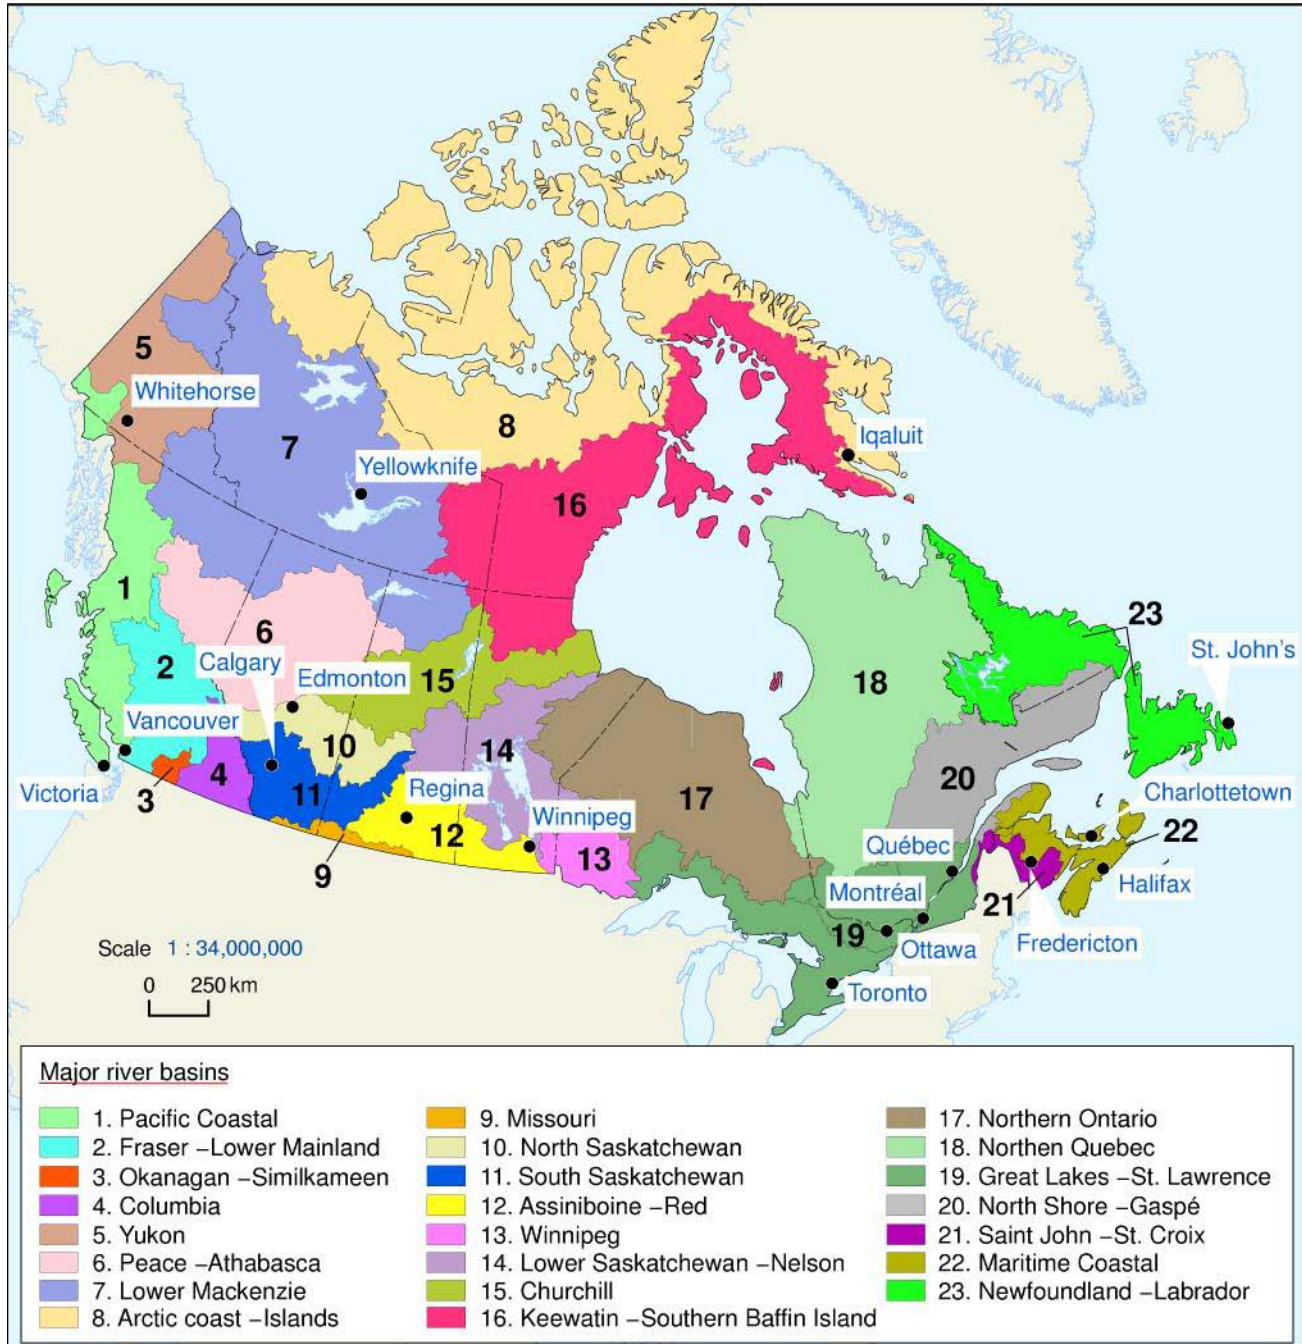 5
Whitehorse
8
Iqaluit
7
Yellowknife
16
1
23
6
2
St. John's
Calgary
Edmonton
15
18
Vancouver
10
14
20
4
Regina
Charlottetown
Victoria
11
17
3
12
Winnipeg
22
Québec
13
9
Halifax
Montréal
21
19
Fredericton
Ottawa
Scale 1 : 34,000,000
0 250 km
Toronto
Major river basins
1. Pacific Coastal
2. Fraser –Lower Mainland
3. Okanagan –Similkameen
4. Columbia
5. Yukon
6. Peace –Athabasca
7. Lower Mackenzie
8. Arctic coast –Islands
9. Missouri
10. North Saskatchewan
11. South Saskatchewan
12. Assiniboine –Red
13. Winnipeg
14. Lower Saskatchewan –Nelson
15. Churchill
16. Keewatin –Southern Baffin Island
17. Northern Ontario
18. Northen Quebec
19. Great Lakes –St. Lawrence
20. North Shore –Gaspé
21. Saint John –St. Croix
22. Maritime Coastal
23. Newfoundland –Labrador